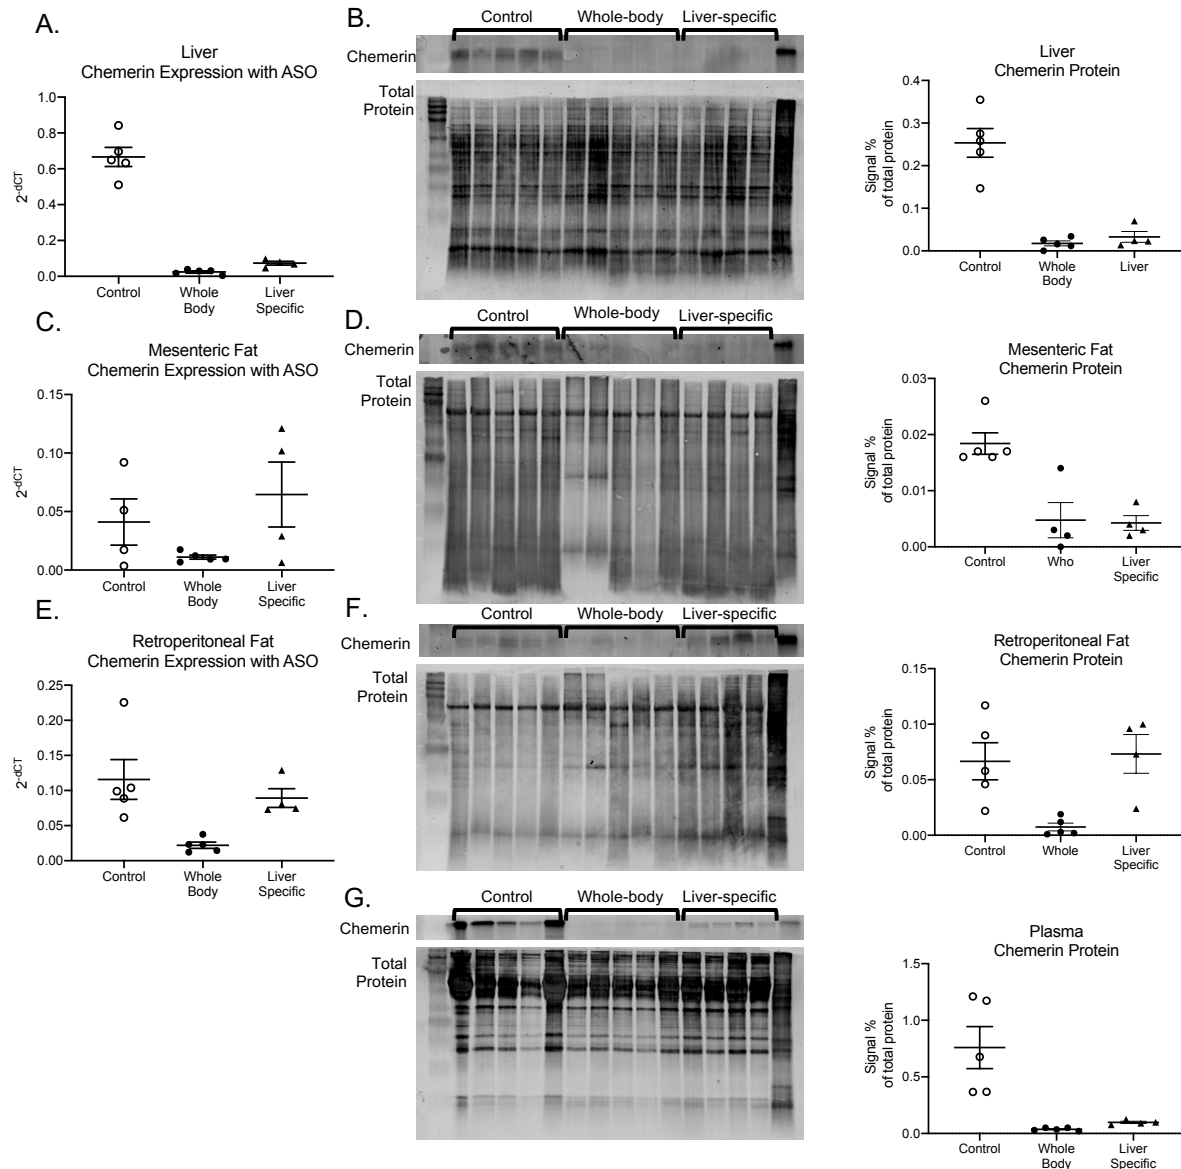 A.
Liver
Chemerin Expression with ASO
2^-dCT
1.0
0.8
0.6
0.4
0.2
0.0
Control
Whole
Body
Liver
Specific
B.
Control
Whole-body
Liver-specific
Chemerin
Total
Protein
Liver
Chemerin Protein
Signal %
of total protein
0.4
0.3
0.2
0.1
0.0
Control
Whole
Body
Liver
C.
Mesenteric Fat
Chemerin Expression with ASO
2^-dCT
0.15
0.10
0.05
0.00
Control
Whole
Body
Liver
Specific
D.
Control
Whole-body
Liver-specific
Chemerin
Total
Protein
Mesenteric Fat
Chemerin Protein
Signal %
of total protein
0.03
0.02
0.01
0.00
Control
Who
Liver
Specific
E.
Retroperitoneal Fat
Chemerin Expression with ASO
2^-dCT
0.25
0.20
0.15
0.10
0.05
0.00
Control
Whole
Body
Liver
Specific
F.
Control
Whole-body
Liver-specific
Chemerin
Total
Protein
Retroperitoneal Fat
Chemerin Protein
Signal %
of total protein
0.15
0.10
0.05
0.00
Control
Whole
Liver
Specific
G.
Control
Whole-body
Liver-specific
Chemerin
Total
Protein
Plasma
Chemerin Protein
Signal %
of total protein
1.5
1.0
0.5
0.0
Control
Whole
Body
Liver
Specific